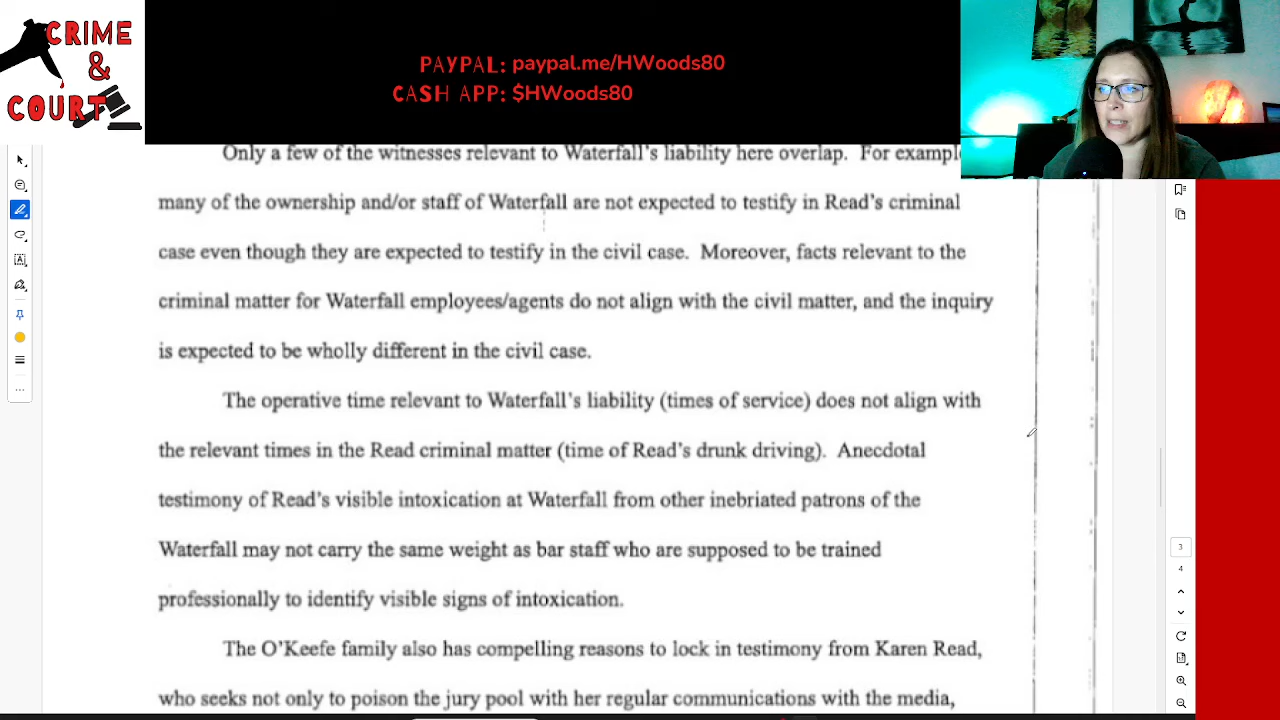 CRIME
&
COURT
PAYPAL: paypal.me/HWoods80
CASH APP: $HWoods80
Only a few of the witnesses relevant to Waterfall's liability here overlap. For example
many of the ownership and/or staff of Waterfall are not expected to testify in Read's criminal
case even though they are expected to testify in the civil case. Moreover, facts relevant to the
criminal matter for Waterfall employees/agents do not align with the civil matter, and the inquiry
is expected to be wholly different in the civil case.
The operative time relevant to Waterfall's liability (times of service) does not align with
the relevant times in the Read criminal matter (time of Read's drunk driving). Anecdotal
testimony of Read's visible intoxication at Waterfall from other inebriated patrons of the
Waterfall may not carry the same weight as bar staff who are supposed to be trained
professionally to identify visible signs of intoxication.
The O'Keefe family also has compelling reasons to lock in testimony from Karen Read,
who seeks not only to poison the jury pool with her regular communications with the media,
3
4